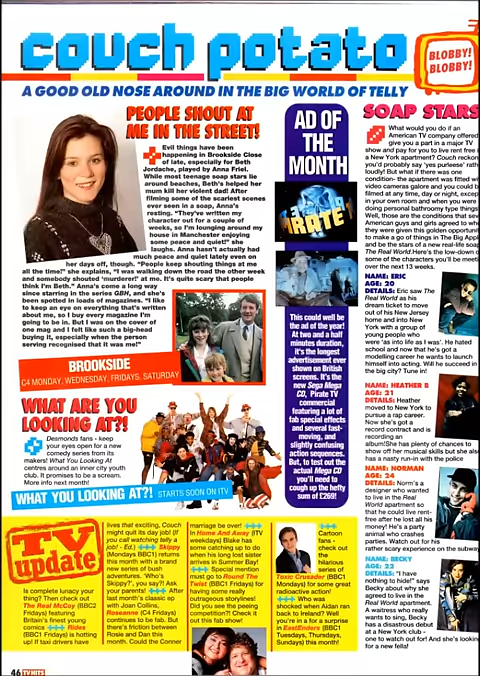 couch potato
BLOBBY!
BLOBBY!
A GOOD OLD NOSE AROUND IN THE BIG WORLD OF TELLY
PEOPLE SHOUT AT
ME IN THE STREET!
Evil things have been
happening in Brookside Close
of late, especially for Beth
Jordache, played by Anna Friel.
While most teenage soap stars lie
around beaches, Beth's helped her
mum kill her violent dad! After
filming some of the scariest scenes
ever seen in a soap, Anna's
resting. "They've written my
character out for a couple of
weeks, so I'm lounging around my
house in Manchester enjoying
some peace and quiet!" she
laughs. Anna hasn't actually had
much peace and quiet lately even on
her days off, though. "People keep shouting things at me
all the time!" she explains, "I was walking down the road the other week
and somebody shouted 'murderer!' at me. It's quite scary that people
think I'm Beth." Anna's come a long way
since starring in the series GBH, and she's
been spotted in loads of magazines. "I like
to keep an eye on everything that's written
about me, so I buy every magazine I'm
going to be in. But I was on the cover of
one mag and I felt like such a big-head
buying it, especially when the person
serving recognised that it was me!"
BROOKSIDE
C4 MONDAY, WEDNESDAY, FRIDAYS, SATURDAY
WHAT ARE YOU
LOOKING AT?!
Desmonds fans - keep
your eyes open for a new
comedy series from its
makers! What You Looking At
centres around an inner city youth
club. It promises to be a scream.
More info next month!
WHAT YOU LOOKING AT?! STARTS SOON ON ITV
AD OF
THE
MONTH
PIRATE
This could well be
the ad of the year!
At two and a half
minutes duration,
it's the longest
advertisement ever
shown on British
screens. It's the
new Sega Mega
CD, Pirate TV
commercial
featuring a lot of
fab special effects
and several fast-
moving, and
slightly confusing
action sequences.
But, to test out the
actual Mega CD
you'll need to
cough up the hefty
sum of £269!
SOAP STARS
What would you do if an
American TV company offered
give you a part in a major TV
show and pay for you to live rent free i
a New York apartment? Couch reckon
you'd probably say 'yes purleese' rath
loudly! But what if there was one
condition- the apartment was fitted wi
video cameras galore and you could b
filmed at any time, day or night, excep
in your own room and when you were
doing personal bathroomy type things
Well, those are the conditions that sev
American guys and girls agreed to whe
they were given this golden opportunit
to make a go of things in The Big Appl
and be the stars of a new real-life soap
The Real World. Here's the low-down o
some of the characters you'll be meeti
over the next 13 weeks.
NAME: ERIC
AGE: 20
DETAILS: Eric saw The
Real World as his
dream ticket to move
out of his New Jersey
home and into New
York with a group of
young people who
were 'as into life as I was'. He hated
school and now that he's got a
modelling career he wants to launch
himself into acting. Will he succeed in
the big city? Tune in!
NAME: HEATHER B
AGE: 21
DETAILS: Heather
moved to New York to
pursue a rap career.
Now she's got a
record contract and is
recording an
album!She has plenty of chances to
show off her musical skills but she also
has a nasty run-in with the police
NAME: NORMAN
AGE: 24
DETAILS: Norm's a
designer who wanted
to live in the Real
World apartment so
that he could live rent-
free after he lost all his
money! He's a party
animal who crashes
parties. Watch out for his
rather scary experience on the subway
NAME: BECKY
AGE: 22
DETAILS: "I have
nothing to hide!" says
Becky about why she
agreed to live in the
Real World apartment.
A waitress who really
wants to sing, Becky
has a disastrous debut
at a New York club -
one to watch out for! And she's looking
for a new fella!
TV
update
Is complete lunacy your
thing? Then check out
The Real McCoy (BBC2
Fridays) featuring
Britain's finest young
comics Rides
(BBC1 Fridays) is hotting
up! If taxi drivers have
lives that exciting, Couch
might quit its day job! (If
you call watching telly a
job! - Ed.) Skippy
(Mondays BBC1) returns
this month with a brand
new series of bush
adventures. 'Who's
Skippy?', you say?! Ask
your parents! After
last month's classic up
with Joan Collins,
Roseanne (C4 Fridays)
continues to be fab. But
there's friction between
Rosie and Dan this
month. Could the Conner
marriage be over!
In Home And Away (ITV
weekdays) Blake has
some catching up to do
when his long lost sister
arrives in Summer Bay!
Special mention
must go to Round The
Twist (BBC1 Fridays) for
having some really
outrageous storylines!
Did you see the peeing
competition?! Check it
out this fab show!
Cartoon
fans -
check out
the
hilarious
series of
Toxic Crusader (BBC1
Mondays) for some great
radioactive action!
Who was
shocked when Aidan ran
back to Ireland? Well
you're in a for a surprise
in EastEnders (BBC1
Tuesdays, Thursdays,
Sundays) this month!
46 TV HITS